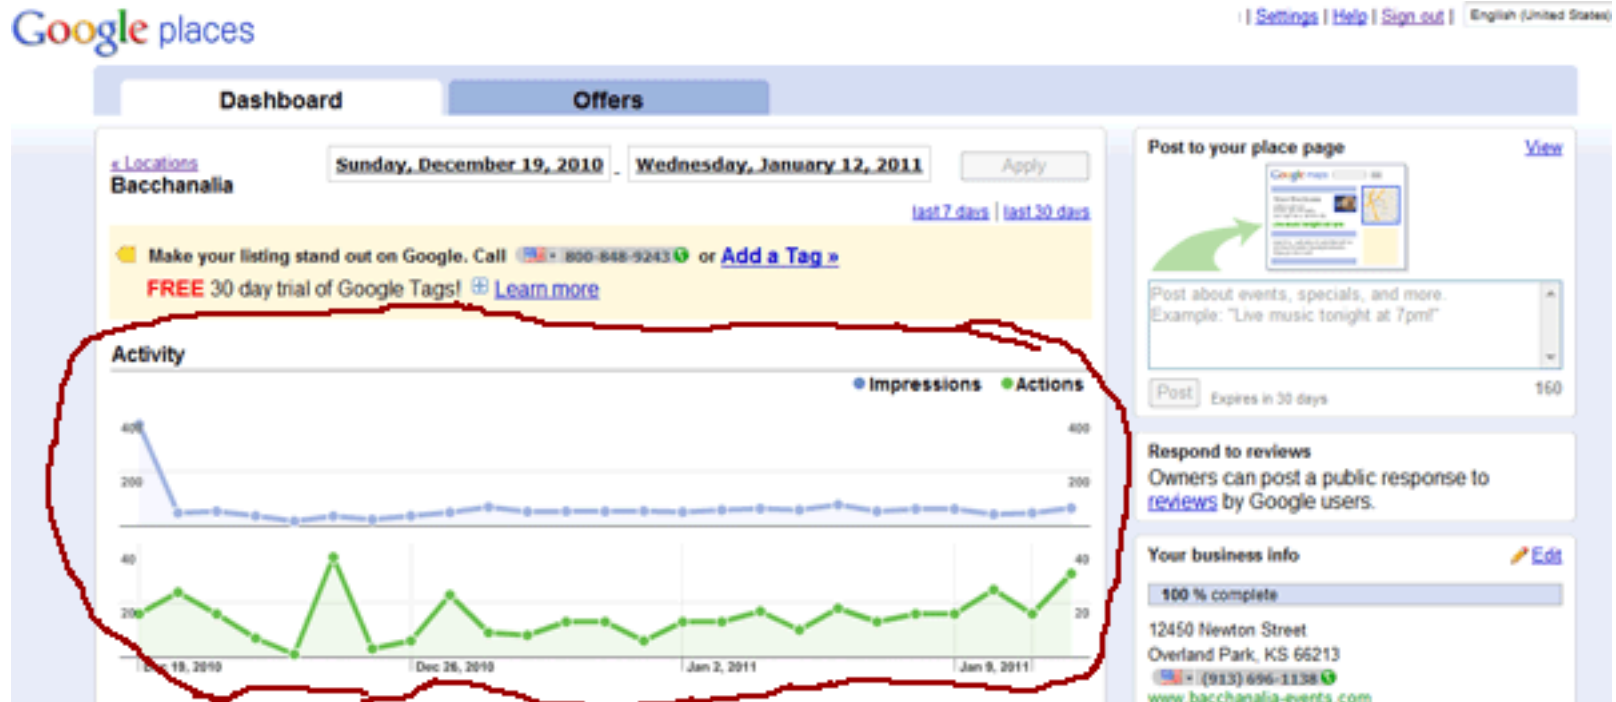 Google places
| Settings | Help | Sign out | English (United States)
Dashboard
Offers
« Locations
Bacchanalia
Sunday, December 19, 2010 - Wednesday, January 12, 2011 Apply
last 7 days | last 30 days
Make your listing stand out on Google. Call 800-848-9243 or Add a Tag »
FREE 30 day trial of Google Tags! Learn more
Activity
Impressions Actions
400 400
200 200
40 40
20 20
Dec 19, 2010 Dec 26, 2010 Jan 2, 2011 Jan 9, 2011
Post to your place page View
Google maps
Post about events, specials, and more.
Example: "Live music tonight at 7pm!"
Post Expires in 30 days 160
Respond to reviews
Owners can post a public response to
reviews by Google users.
Your business info Edit
100 % complete
12450 Newton Street
Overland Park, KS 66213
(913) 696-1138
www.bacchanalia-events.com